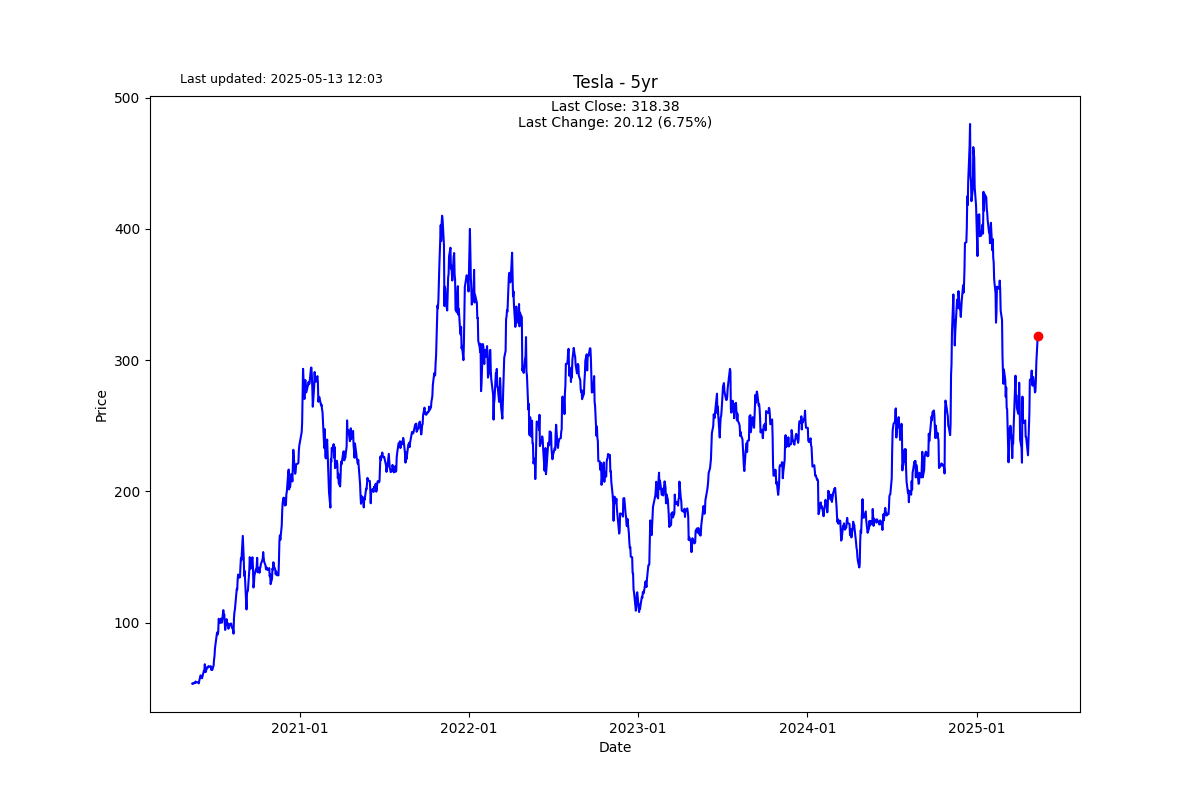 Last updated: 2025-05-13 12:03
Tesla - 5yr
Last Close: 318.38
Last Change: 20.12 (6.75%)
500
400
300
200
100
Price
2021-01
2022-01
2023-01
2024-01
2025-01
Date